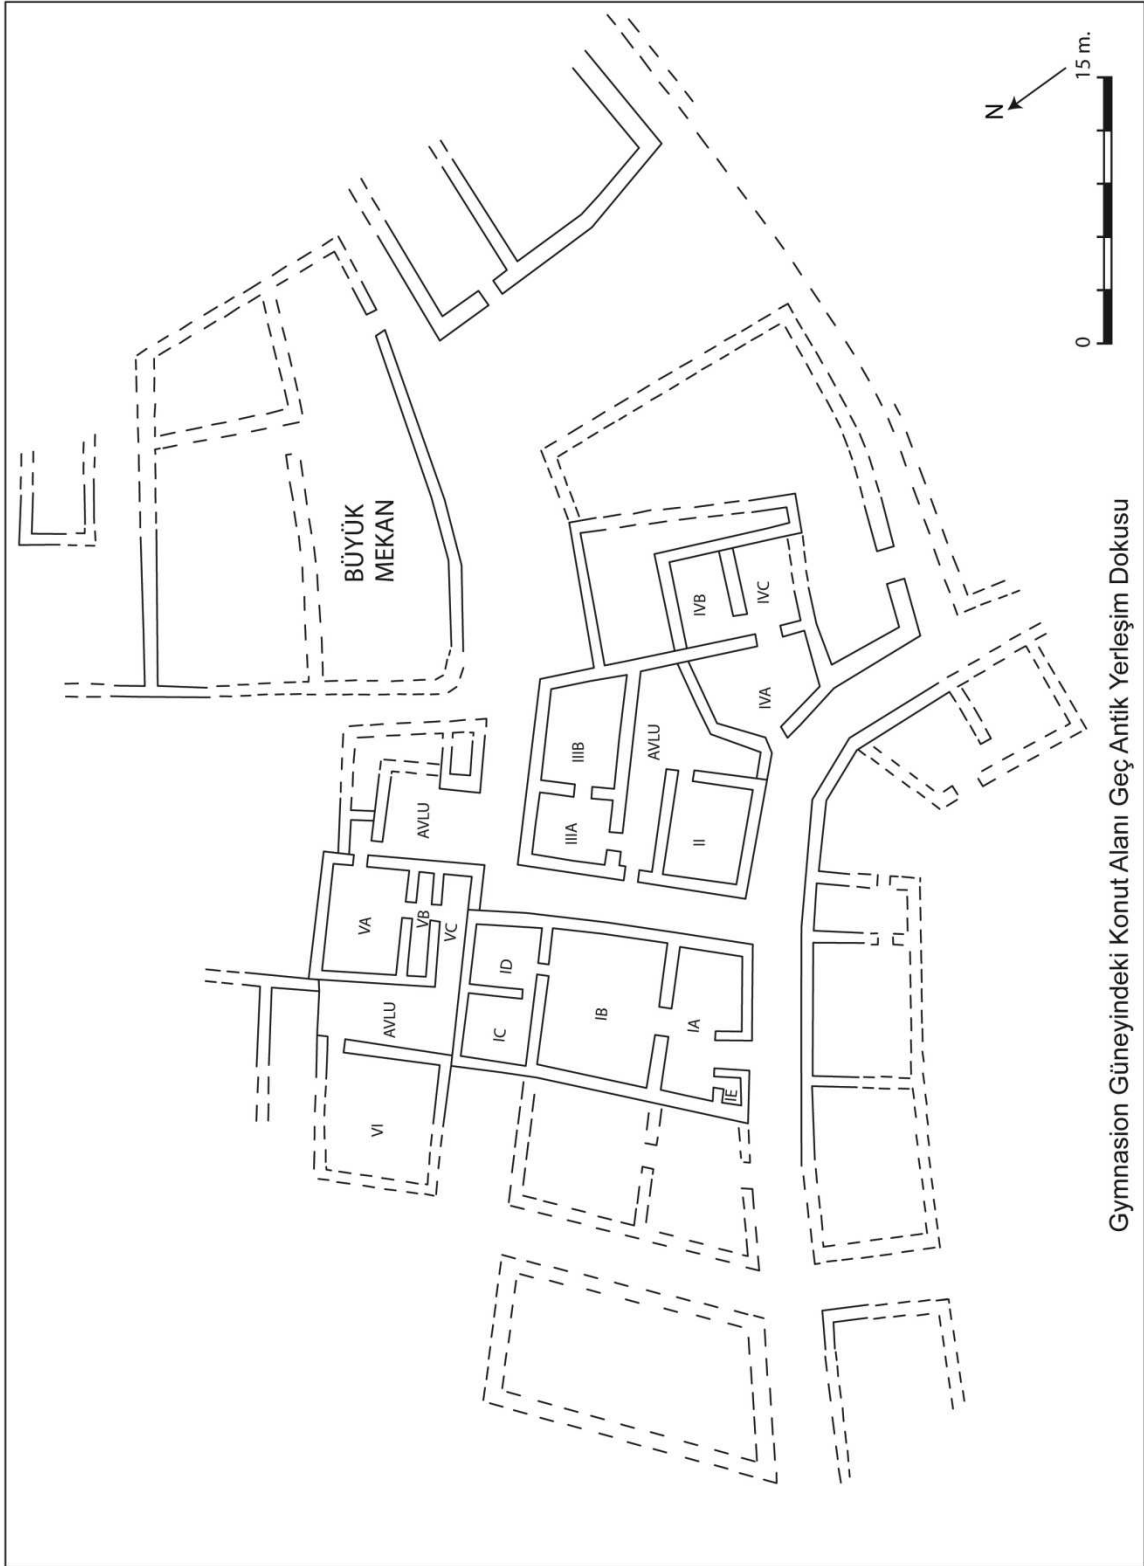 BÜYÜK
MEKAN
AVLU
VA
VB
VC
AVLU
VI
IC
ID
IB
IA
IE
IIIA
IIIB
AVLU
II
IVA
IVB
IVC
N
0
15 m.
Gymnasion Güneyindeki Konut Alanı Geç Antik Yerleşim Dokusu